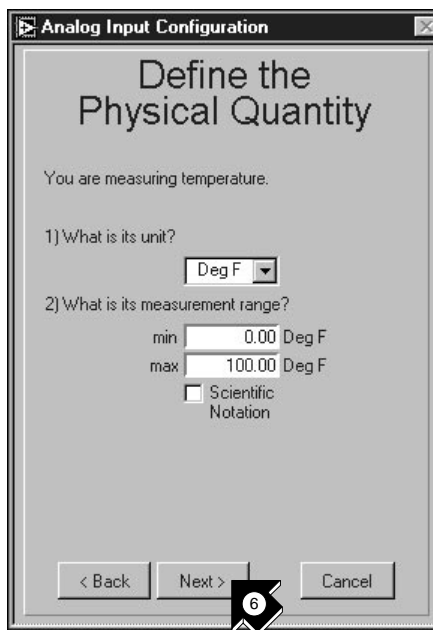 Analog Input Configuration
Define the
Physical Quantity
You are measuring temperature.
1) What is its unit?
Deg F
2) What is its measurement range?
min 0.00 Deg F
max 100.00 Deg F
Scientific
Notation
< Back Next > Cancel
6